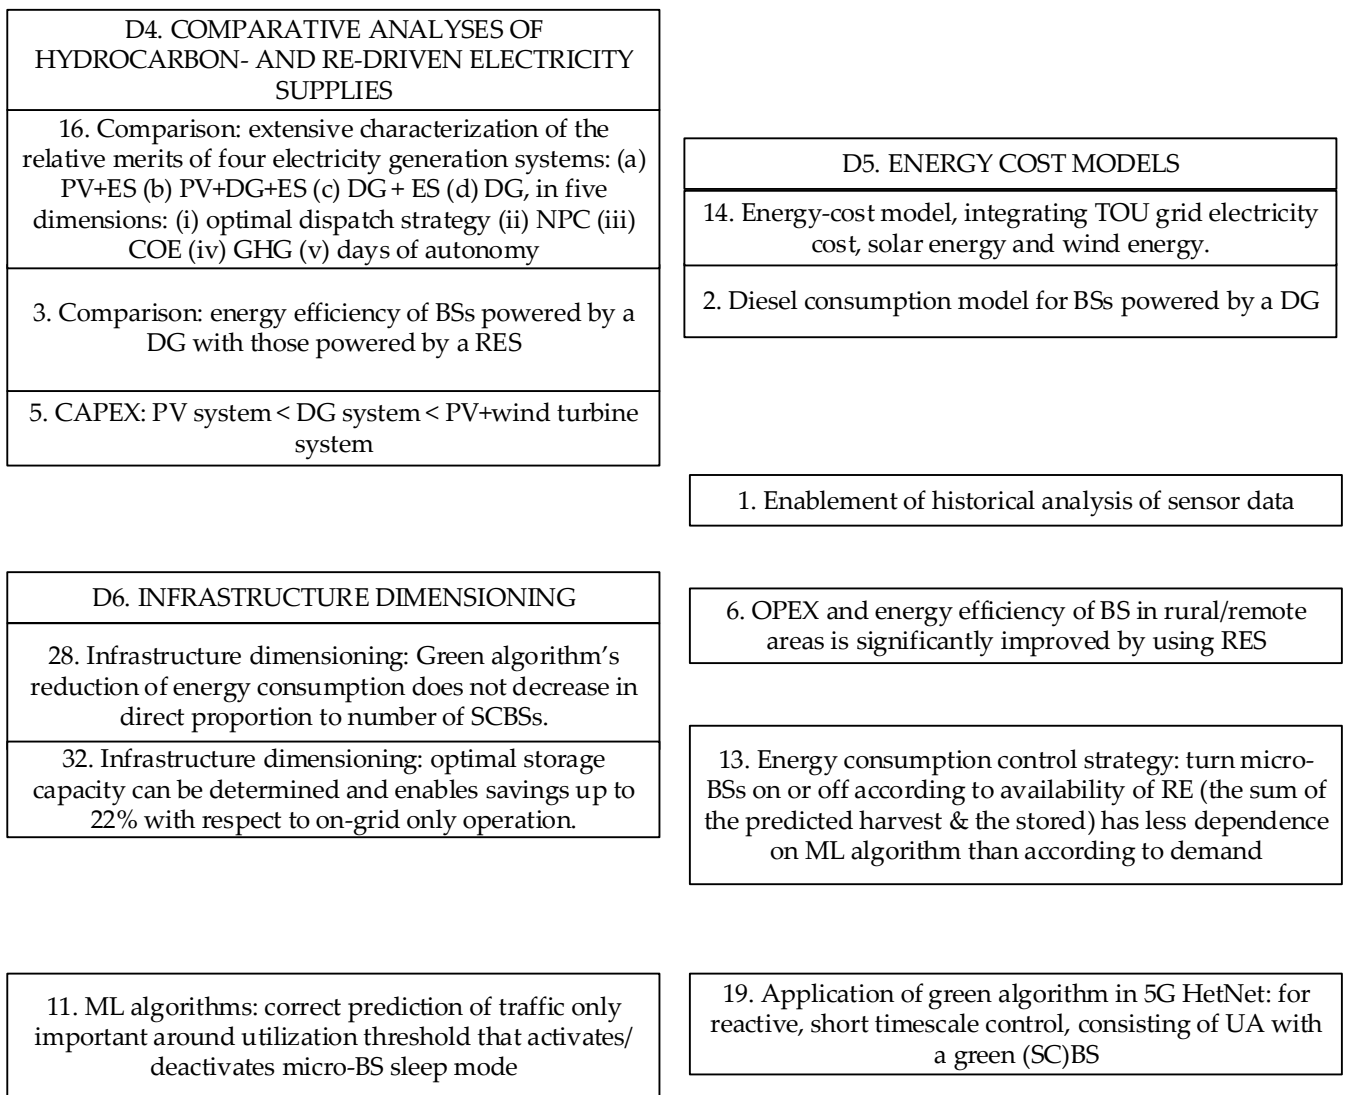 D4. COMPARATIVE ANALYSES OF
HYDROCARBON- AND RE-DRIVEN ELECTRICITY
SUPPLIES
16. Comparison: extensive characterization of the
relative merits of four electricity generation systems: (a)
PV+ES (b) PV+DG+ES (c) DG + ES (d) DG, in five
dimensions: (i) optimal dispatch strategy (ii) NPC (iii)
COE (iv) GHG (v) days of autonomy
3. Comparison: energy efficiency of BSs powered by a
DG with those powered by a RES
5. CAPEX: PV system < DG system < PV+wind turbine
system
D5. ENERGY COST MODELS
14. Energy-cost model, integrating TOU grid electricity
cost, solar energy and wind energy.
2. Diesel consumption model for BSs powered by a DG
1. Enablement of historical analysis of sensor data
D6. INFRASTRUCTURE DIMENSIONING
28. Infrastructure dimensioning: Green algorithm's
reduction of energy consumption does not decrease in
direct proportion to number of SCBSs.
32. Infrastructure dimensioning: optimal storage
capacity can be determined and enables savings up to
22% with respect to on-grid only operation.
6. OPEX and energy efficiency of BS in rural/remote
areas is significantly improved by using RES
13. Energy consumption control strategy: turn micro-
BSs on or off according to availability of RE (the sum of
the predicted harvest & the stored) has less dependence
on ML algorithm than according to demand
11. ML algorithms: correct prediction of traffic only
important around utilization threshold that activates/
deactivates micro-BS sleep mode
19. Application of green algorithm in 5G HetNet: for
reactive, short timescale control, consisting of UA with
a green (SC)BS